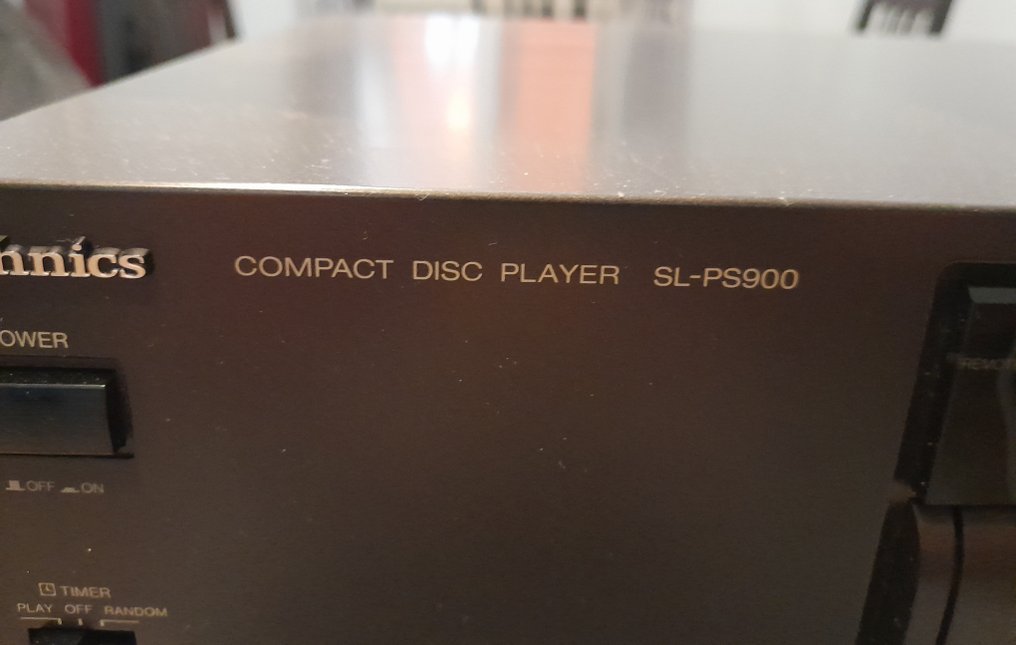 hnics
COMPACT DISC PLAYER SL-PS900
OWER
OFF ON
TIMER
PLAY OFF RANDOM